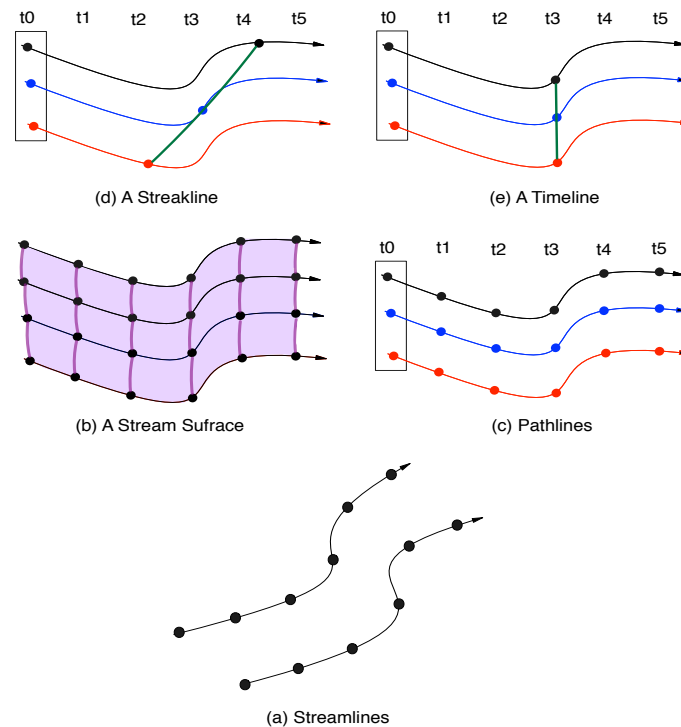 t0 t1 t2 t3 t4 t5
(d) A Streakline
t0 t1 t2 t3 t4 t5
(e) A Timeline
(b) A Stream Sufrace
t0 t1 t2 t3 t4 t5
(c) Pathlines
(a) Streamlines